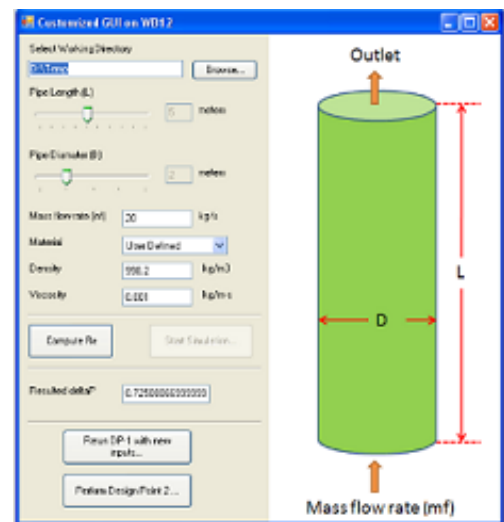 Customized GUI on WB12
Select Working Directory
D:\Temp
Browse...
Pipe Length (L)
5
meters
Pipe Diameter (D)
2
meters
Mass flow rate (mf)
20
kg/s
Material
User Defined
Density
998.2
kg/m3
Viscosity
0.001
kg/m-s
Compute Re
Start Simulation...
Resulted deltaP
Rerun DP-1 with new
inputs...
Perform Design Point 2...
Outlet
L
D
Mass flow rate (mf)